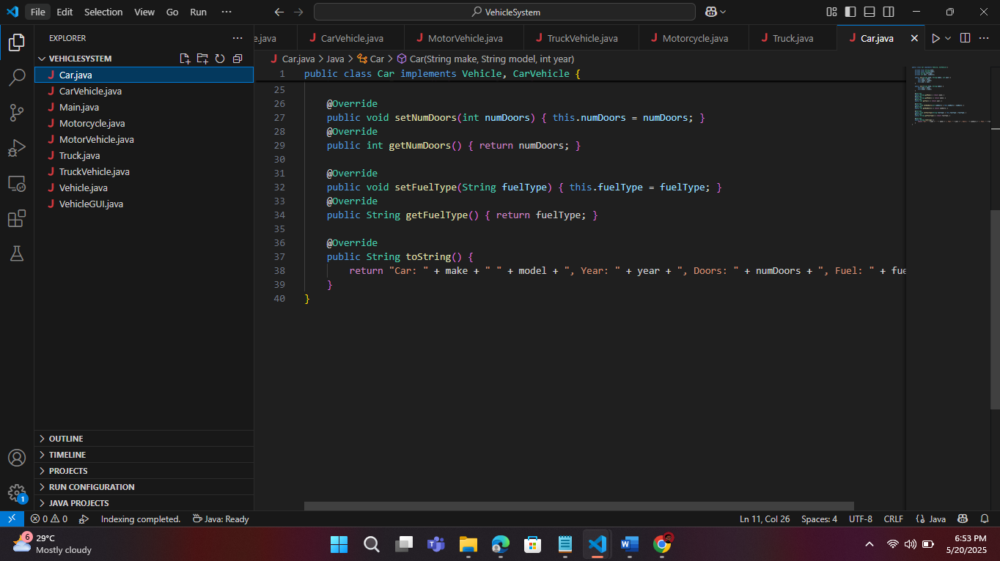 File Edit Selection View Go Run ··· VehicleSystem
EXPLORER ···
e.java CarVehicle.java MotorVehicle.java TruckVehicle.java Motorcycle.java Truck.java Car.java
VEHICLESYSTEM
Car.java
CarVehicle.java
Main.java
Motorcycle.java
MotorVehicle.java
Truck.java
TruckVehicle.java
Vehicle.java
VehicleGUI.java
OUTLINE
TIMELINE
PROJECTS
RUN CONFIGURATION
JAVA PROJECTS
1
Car.java > Java > Car > Car(String make, String model, int year)
1 public class Car implements Vehicle, CarVehicle {
25
26 @Override
27 public void setNumDoors(int numDoors) { this.numDoors = numDoors; }
28 @Override
29 public int getNumDoors() { return numDoors; }
30
31 @Override
32 public void setFuelType(String fuelType) { this.fuelType = fuelType; }
33 @Override
34 public String getFuelType() { return fuelType; }
35
36 @Override
37 public String toString() {
38 return "Car: " + make + " " + model + ", Year: " + year + ", Doors: " + numDoors + ", Fuel: " + fue
39 }
40 }
0 0 Indexing completed. Java: Ready Ln 11, Col 26 Spaces: 4 UTF-8 CRLF {} Java
6 29°C
Mostly cloudy
6:53 PM
5/20/2025